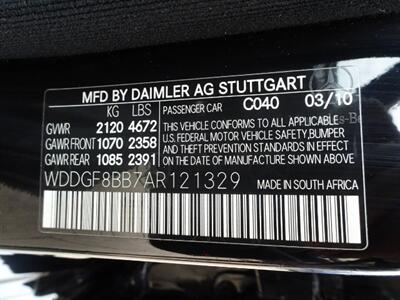 MFD BY DAIMLER AG STUTTGART
KG LBS
GVWR 2120 4672
GAWR FRONT 1070 2358
GAWR REAR 1085 2391
PASSENGER CAR C040 03/10
THIS VEHICLE CONFORMS TO ALL APPLICABLE
U.S. FEDERAL MOTOR VEHICLE SAFETY,BUMPER
AND THEFT PREVENTION STANDARDS IN EFFECT
ON THE DATE OF MANUFACTURE SHOWN ABOVE.
WDDGF8BB7AR121329 MADE IN SOUTH AFRICA